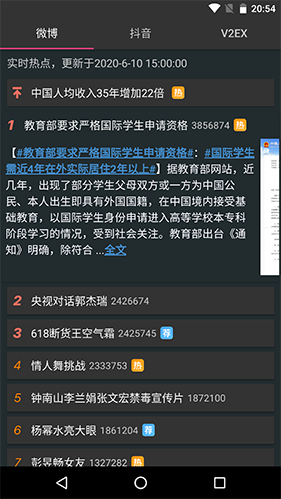 20:54
微博 抖音 V2EX
实时热点，更新于2020-6-10 15:00:00
中国人均收入35年增加22倍 热
1 教育部要求严格国际学生申请资格 3856874 热
【#教育部要求严格国际学生申请资格#：#国际学生
需近4年在外实际居住2年以上#】据教育部网站，近
几年，出现了部分学生父母双方或一方为中国公
民、本人出生即具有外国国籍，在中国境内接受基
础教育，以国际学生身份申请进入高等学校本专科
阶段学习的情况，受到社会关注。教育部出台《通
知》明确，除符合 ...全文
2 央视对话郭杰瑞 2426674
3 618断货王空气霜 2425745 荐
4 情人舞挑战 2333753 热
5 钟南山李兰娟张文宏禁毒宣传片 1872100
6 杨幂水亮大眼 1861204 荐
7 彭昱畅女友 1327282 热